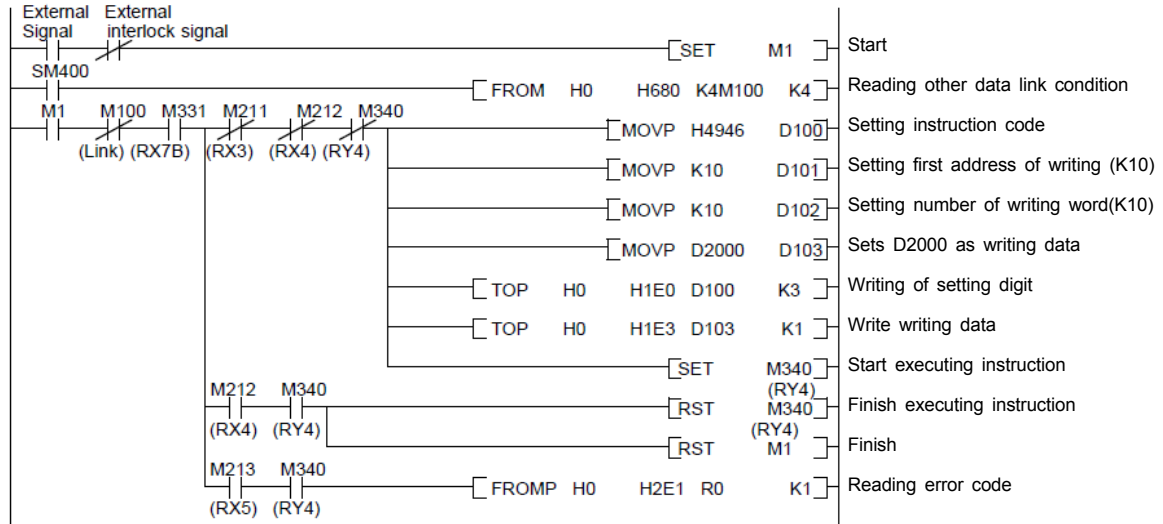 External External
Signal interlock signal
SET M1 Start
SM400
FROM H0 H680 K4M100 K4 Reading other data link condition
M1 M100 M331 M211 M212 M340
(Link) (RX7B) (RX3) (RX4) (RY4)
MOVP H4946 D100 Setting instruction code
MOVP K10 D101 Setting first address of writing (K10)
MOVP K10 D102 Setting number of writing word(K10)
MOVP D2000 D103 Sets D2000 as writing data
TOP H0 H1E0 D100 K3 Writing of setting digit
TOP H0 H1E3 D103 K1 Write writing data
SET M340 Start executing instruction
(RY4)
M212 M340
RST M340 Finish executing instruction
(RX4) (RY4) (RY4)
RST M1 Finish
M213 M340
FROMP H0 H2E1 R0 K1 Reading error code
(RX5) (RY4)